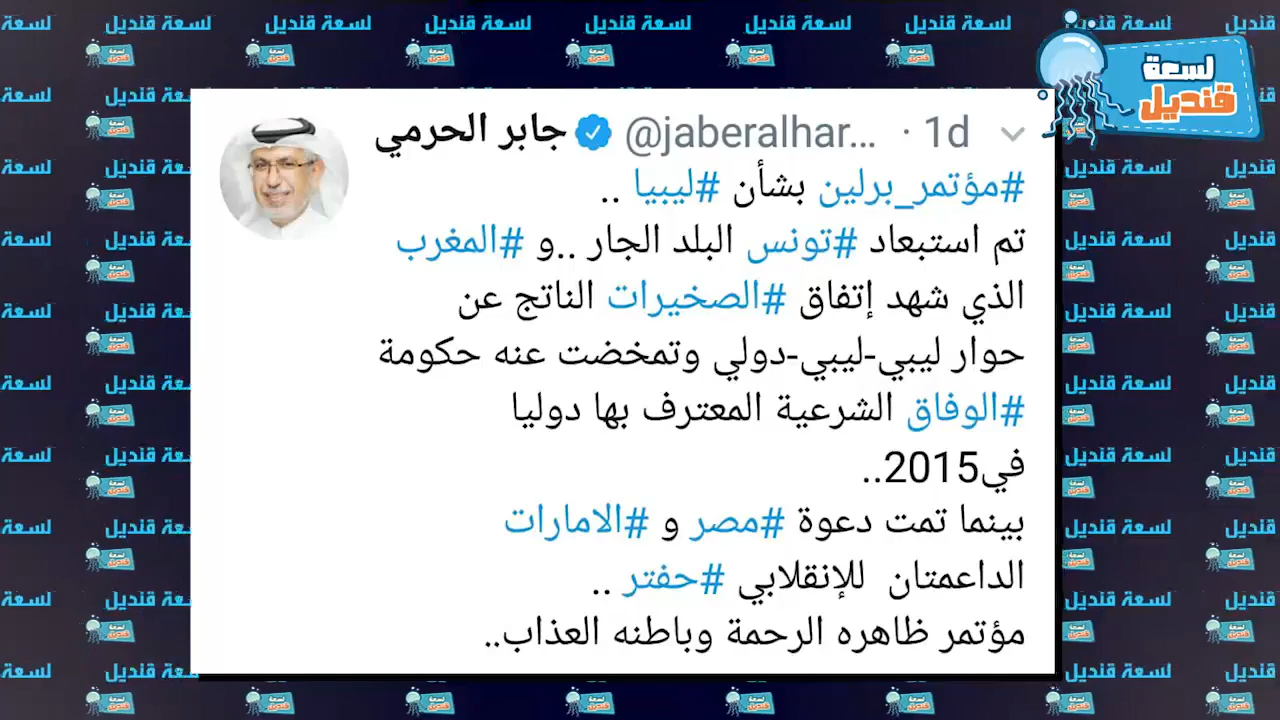 لسعة
قنديل
جابر الحرمي @jaberalhar... · 1d
#مؤتمر_برلين بشأن #ليبيا ..
تم استبعاد #تونس البلد الجار ..و #المغرب
الذي شهد إتفاق #الصخيرات الناتج عن
حوار ليبي-ليبي-دولي وتمخضت عنه حكومة
#الوفاق الشرعية المعترف بها دوليا
في2015..
بينما تمت دعوة #مصر و #الامارات
الداعمتان للإنقلابي #حفتر ..
مؤتمر ظاهره الرحمة وباطنه العذاب..